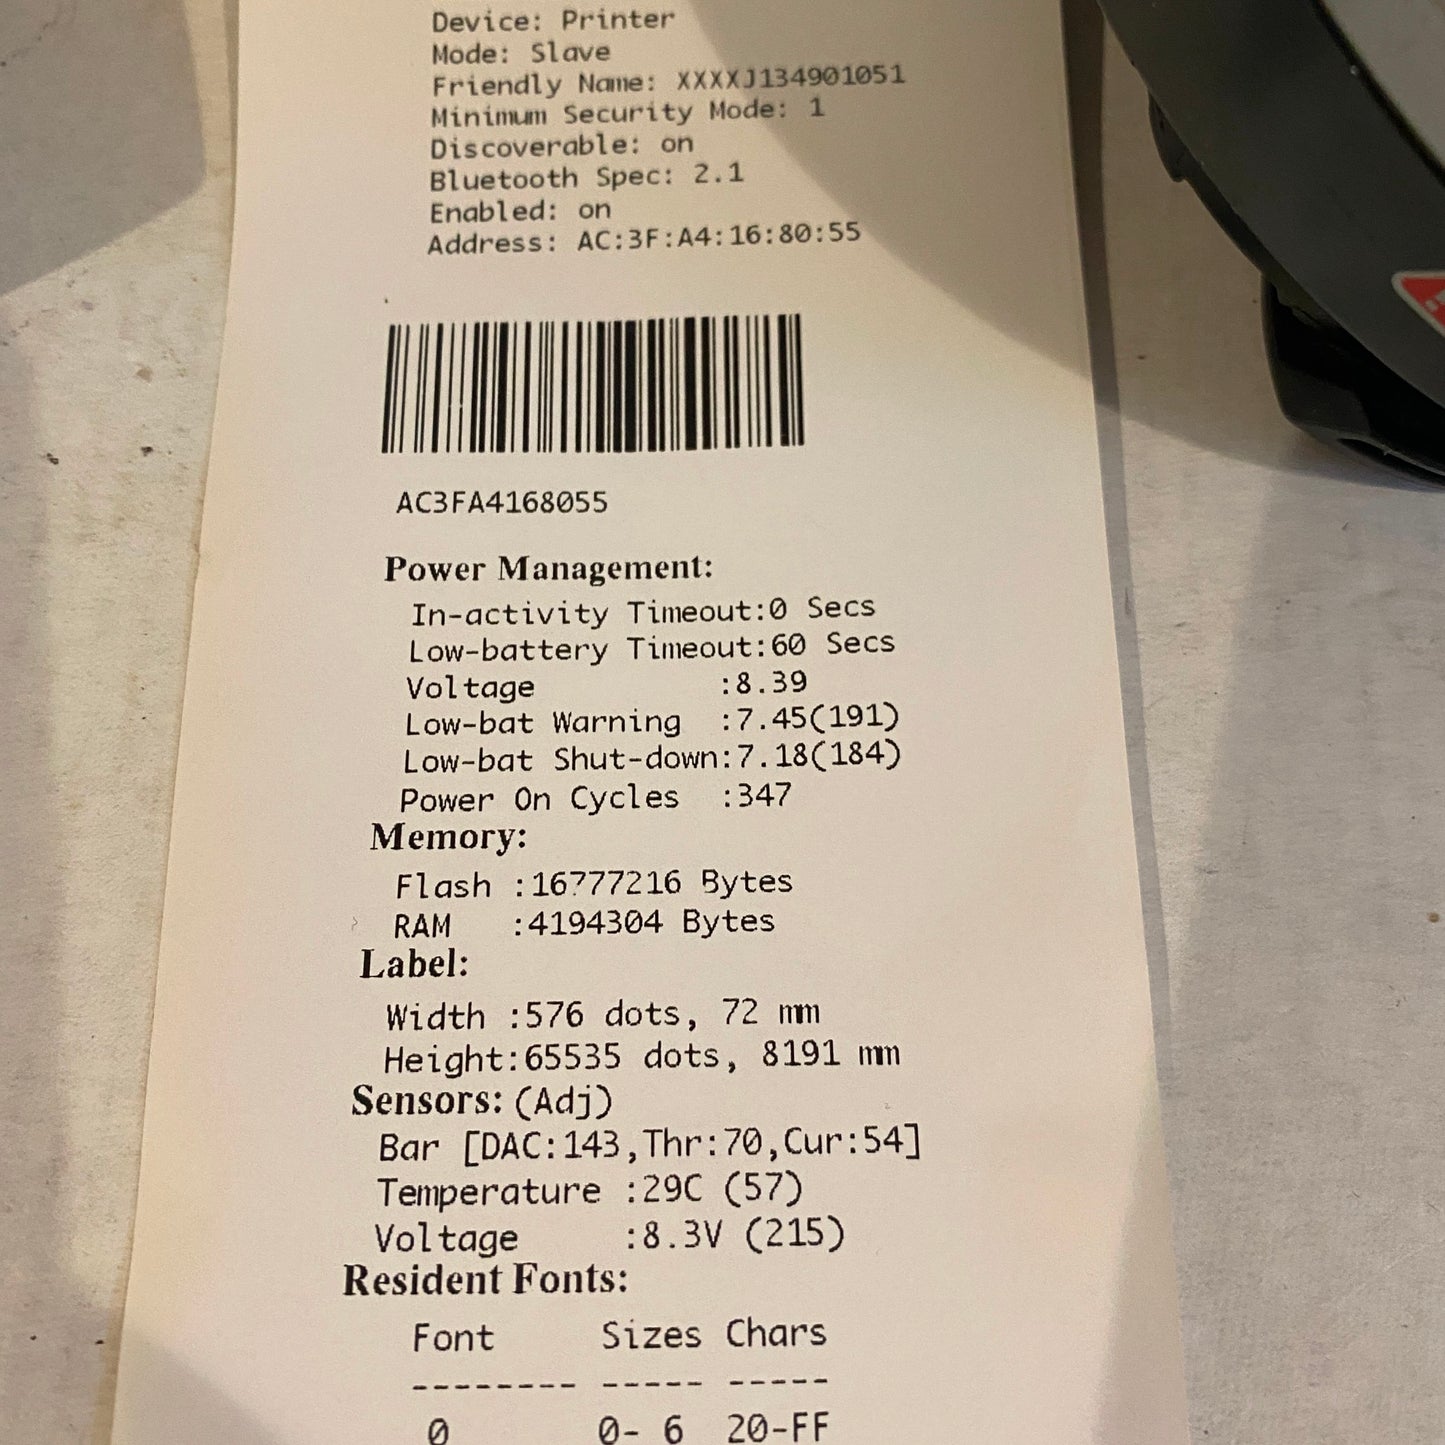 Device: Printer
Mode: Slave
Friendly Name: XXXXJ134901051
Minimum Security Mode: 1
Discoverable: on
Bluetooth Spec: 2.1
Enabled: on
Address: AC:3F:A4:16:80:55
AC3FA4168055
Power Management:
In-activity Timeout:0 Secs
Low-battery Timeout:60 Secs
Voltage :8.39
Low-bat Warning :7.45(191)
Low-bat Shut-down:7.18(184)
Power On Cycles :347
Memory:
Flash :16777216 Bytes
RAM :4194304 Bytes
Label:
Width :576 dots, 72 mm
Height:65535 dots, 8191 mm
Sensors: (Adj)
Bar [DAC:143,Thr:70,Cur:54]
Temperature :29C (57)
Voltage :8.3V (215)
Resident Fonts:
Font Sizes Chars
-------- ----- -----
0 0- 6 20-FF